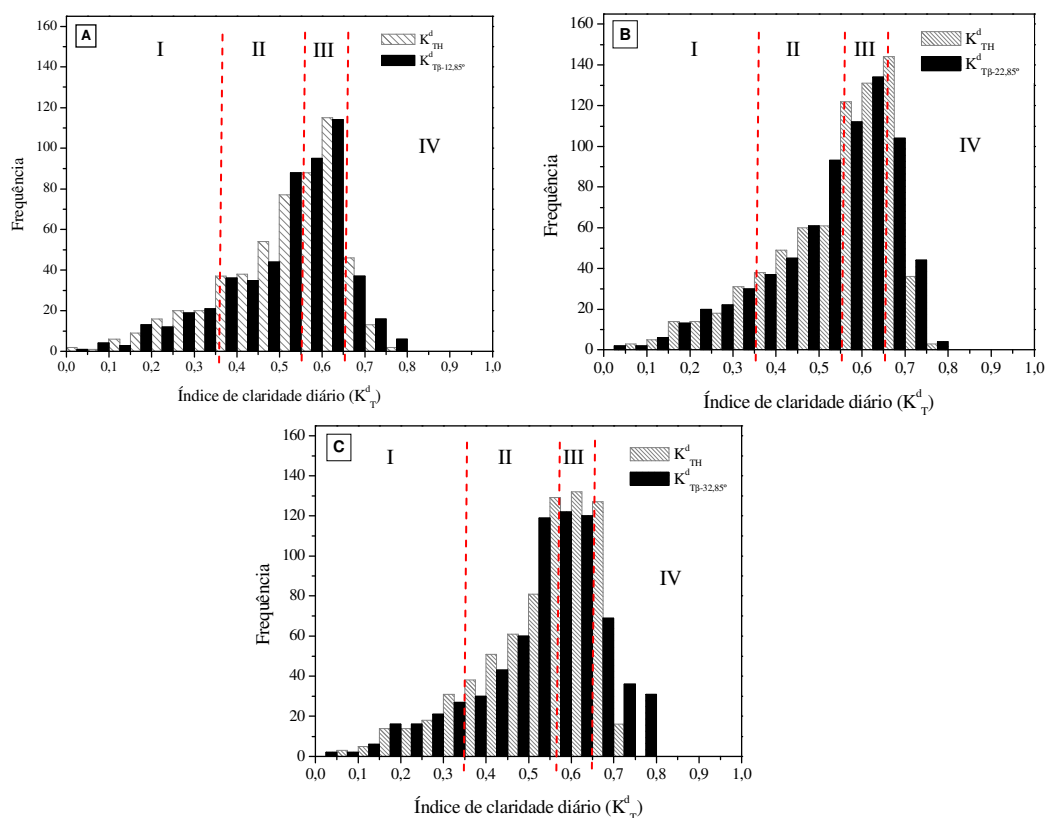 A
I
II
III
IV
K^d_TH
K^d_Tβ-12,85°
Frequência
160
140
120
100
80
60
40
20
0
0,0 0,1 0,2 0,3 0,4 0,5 0,6 0,7 0,8 0,9 1,0
Índice de claridade diário (K^d_T)
B
I
II
III
IV
K^d_TH
K^d_Tβ-22,85°
Frequência
160
140
120
100
80
60
40
20
0
0,0 0,1 0,2 0,3 0,4 0,5 0,6 0,7 0,8 0,9 1,0
Índice de claridade diário (K^d_T)
C
I
II
III
IV
K^d_TH
K^d_Tβ-32,85°
Frequência
160
140
120
100
80
60
40
20
0
0,0 0,1 0,2 0,3 0,4 0,5 0,6 0,7 0,8 0,9 1,0
Índice de claridade diário (K^d_T)